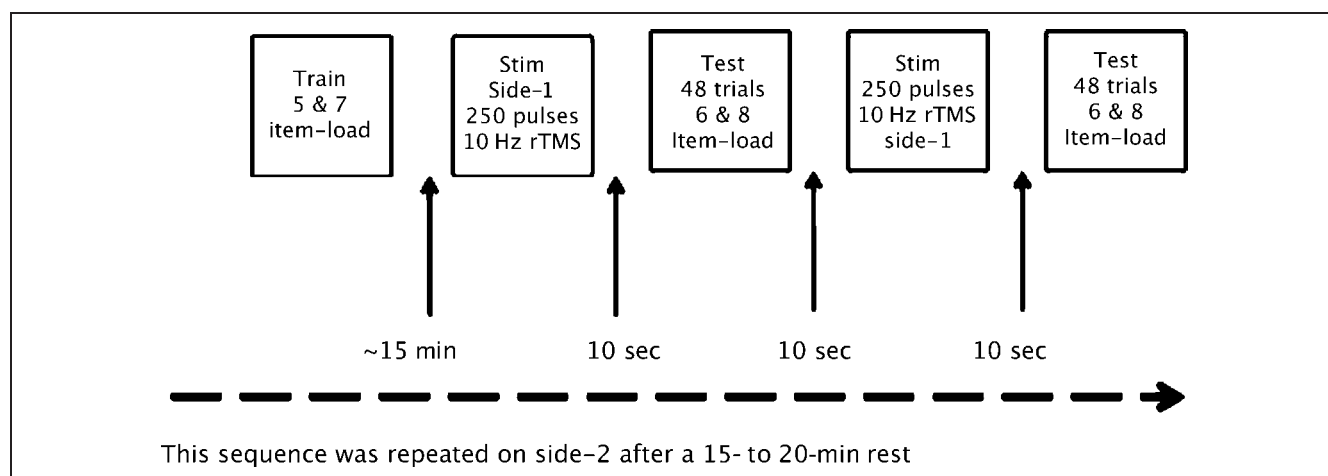 Train
5 & 7
item-load
Stim
Side-1
250 pulses
10 Hz rTMS
Test
48 trials
6 & 8
Item-load
Stim
250 pulses
10 Hz rTMS
side-1
Test
48 trials
6 & 8
Item-load
~15 min
10 sec
10 sec
10 sec
This sequence was repeated on side-2 after a 15- to 20-min rest